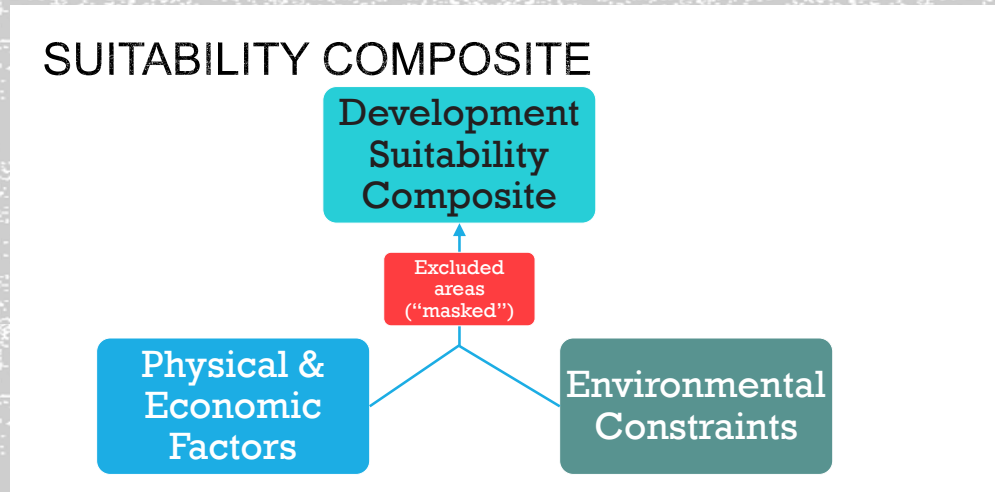 SUITABILITY COMPOSITE
Development
Suitability
Composite
Excluded
areas
(“masked”)
Physical &
Economic
Factors
Environmental
Constraints